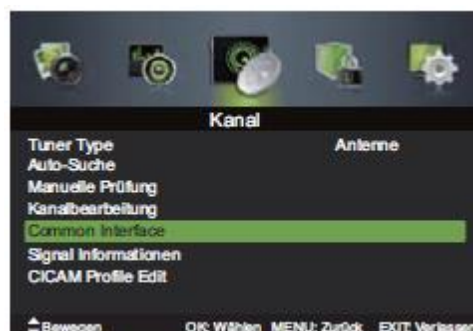 Kanal
Tuner Type Antenne
Auto-Suche
Manuelle Prüfung
Kanalbearbeitung
Common Interface
Signal Informationen
CICAM Profile Edit
Bewegen OK: Wählen MENU: Zurück EXIT: Verlassen